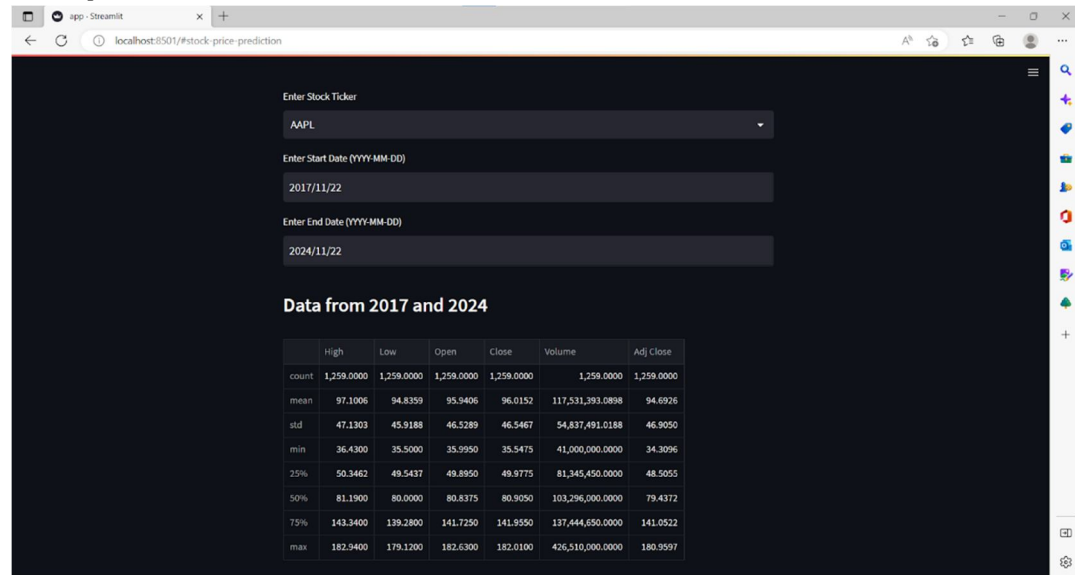 app · Streamlit
localhost:8501/#stock-price-prediction
Enter Stock Ticker
AAPL
Enter Start Date (YYYY-MM-DD)
2017/11/22
Enter End Date (YYYY-MM-DD)
2024/11/22
Data from 2017 and 2024
High Low Open Close Volume Adj Close
count 1,259.0000 1,259.0000 1,259.0000 1,259.0000 1,259.0000 1,259.0000
mean 97.1006 94.8359 95.9406 96.0152 117,531,393.0898 94.6926
std 47.1303 45.9188 46.5289 46.5467 54,837,491.0188 46.9050
min 36.4300 35.5000 35.9950 35.5475 41,000,000.0000 34.3096
25% 50.3462 49.5437 49.8950 49.9775 81,345,450.0000 48.5055
50% 81.1900 80.0000 80.8375 80.9050 103,296,000.0000 79.4372
75% 143.3400 139.2800 141.7250 141.9550 137,444,650.0000 141.0522
max 182.9400 179.1200 182.6300 182.0100 426,510,000.0000 180.9597